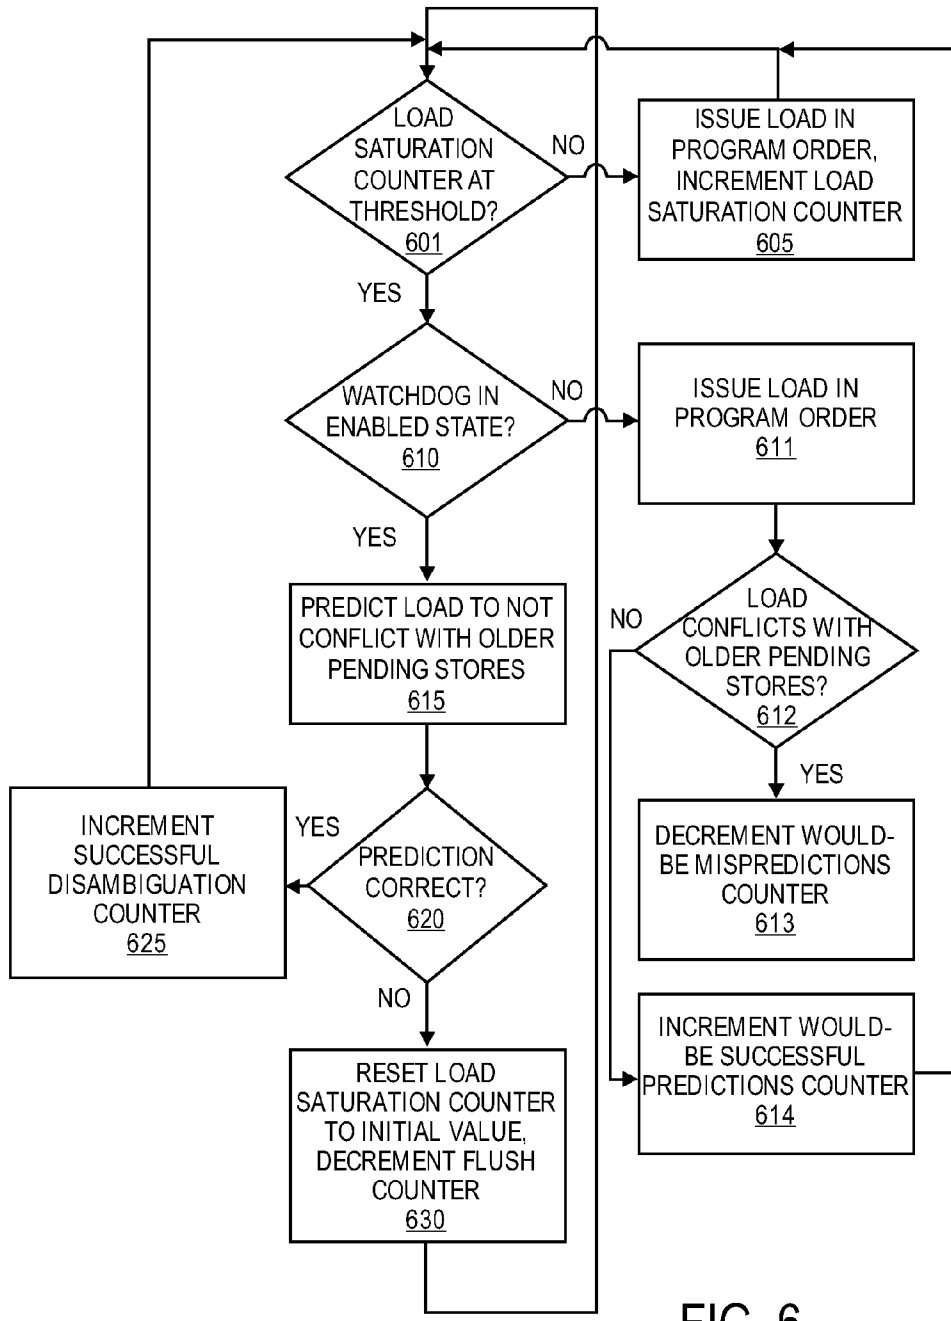 LOAD
SATURATION
COUNTER AT
THRESHOLD?
601
NO
YES
ISSUE LOAD IN
PROGRAM ORDER,
INCREMENT LOAD
SATURATION COUNTER
605
WATCHDOG IN
ENABLED STATE?
610
NO
YES
ISSUE LOAD IN
PROGRAM ORDER
611
PREDICT LOAD TO NOT
CONFLICT WITH OLDER
PENDING STORES
615
LOAD
CONFLICTS WITH
OLDER PENDING
STORES?
612
NO
YES
INCREMENT
SUCCESSFUL
DISAMBIGUATION
COUNTER
625
YES
PREDICTION
CORRECT?
620
NO
DECREMENT WOULD-
BE MISPREDICTIONS
COUNTER
613
RESET LOAD
SATURATION COUNTER
TO INITIAL VALUE,
DECREMENT FLUSH
COUNTER
630
INCREMENT WOULD-
BE SUCCESSFUL
PREDICTIONS COUNTER
614
FIG. 6